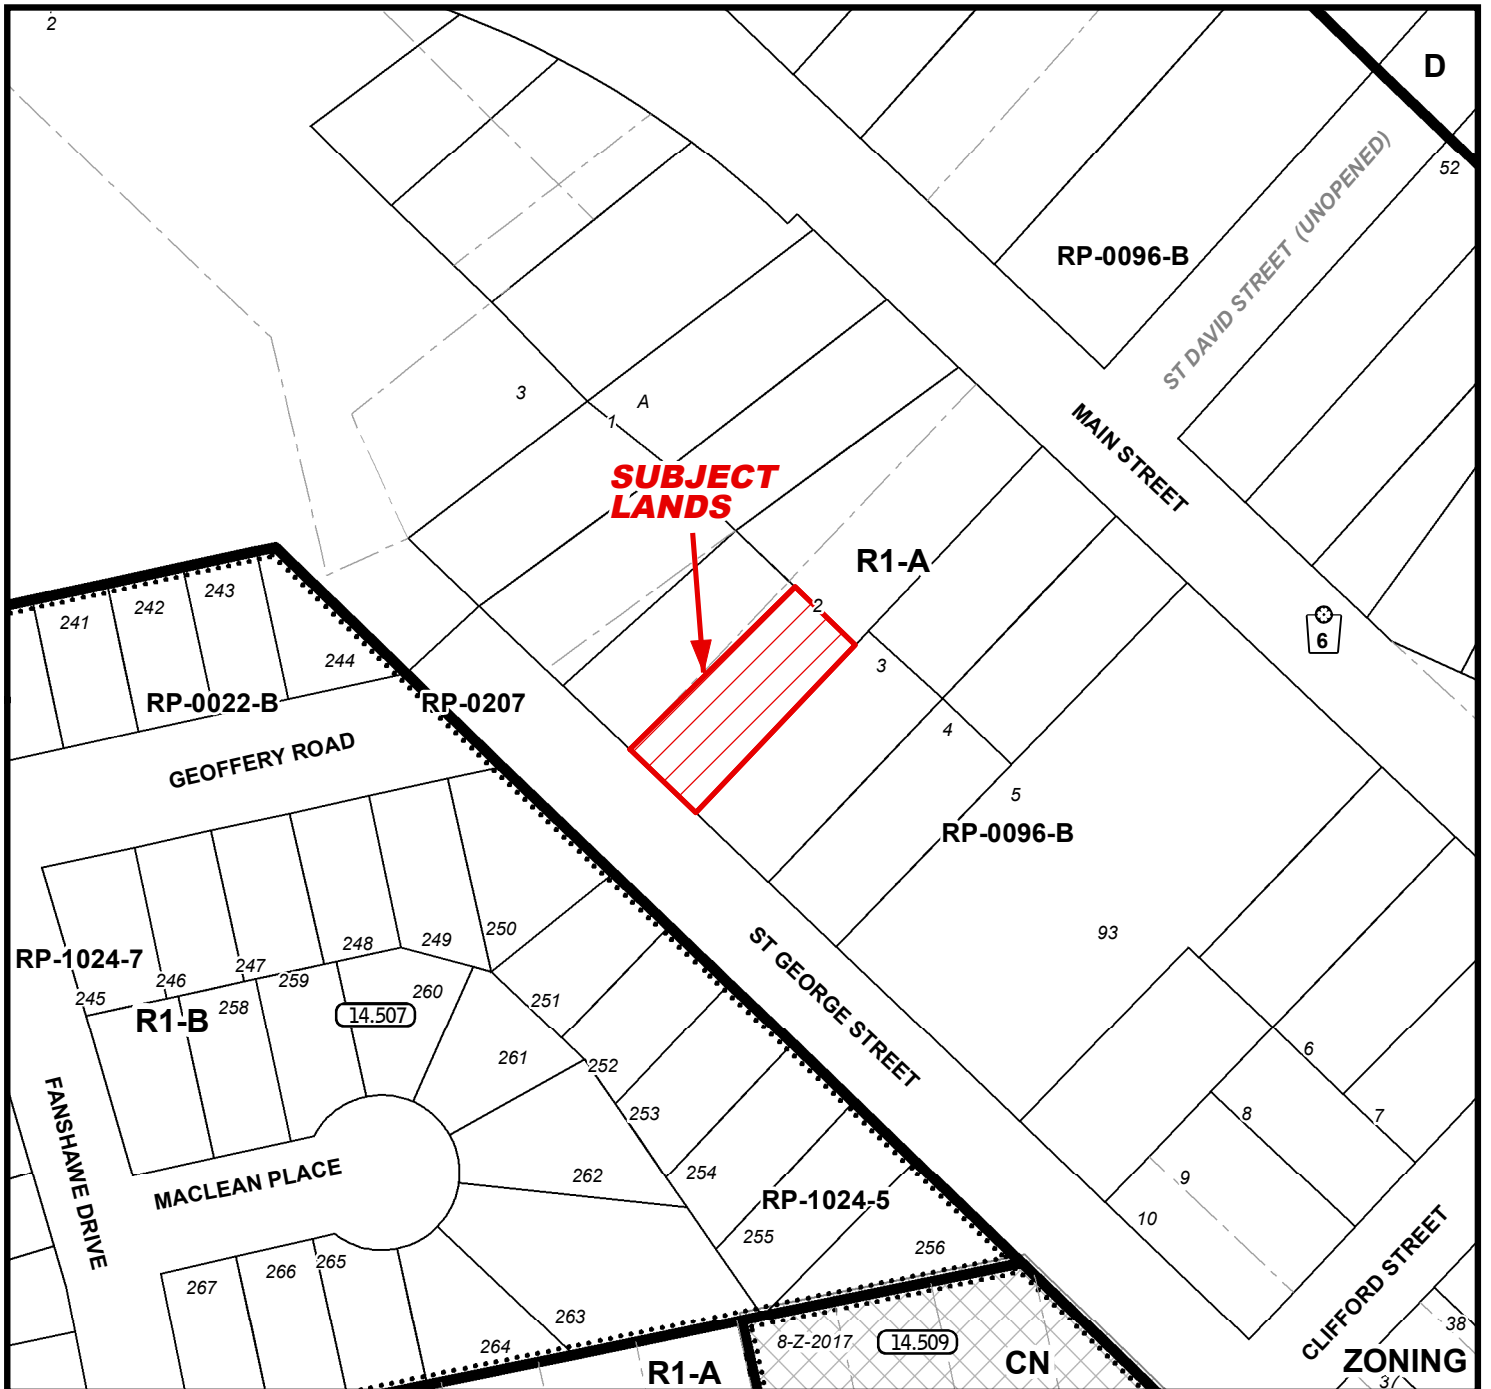 2
D
52
RP-0096-B
ST DAVID STREET (UNOPENED)
3
A
1
MAIN STREET
SUBJECT
LANDS
R1-A
2
6
241
242
243
244
3
RP-0022-B
RP-0207
4
GEOFFERY ROAD
5
RP-0096-B
93
250
249
248
247
246
245
RP-1024-7
259
258
260
R1-B
14.507
251
ST GEORGE STREET
261
252
6
253
8
7
FANSHAWE DRIVE
MACLEAN PLACE
262
254
9
RP-1024-5
10
255
256
CLIFFORD STREET
265
266
267
263
264
8-Z-2017
14.509
38
R1-A
CN
ZONING
37